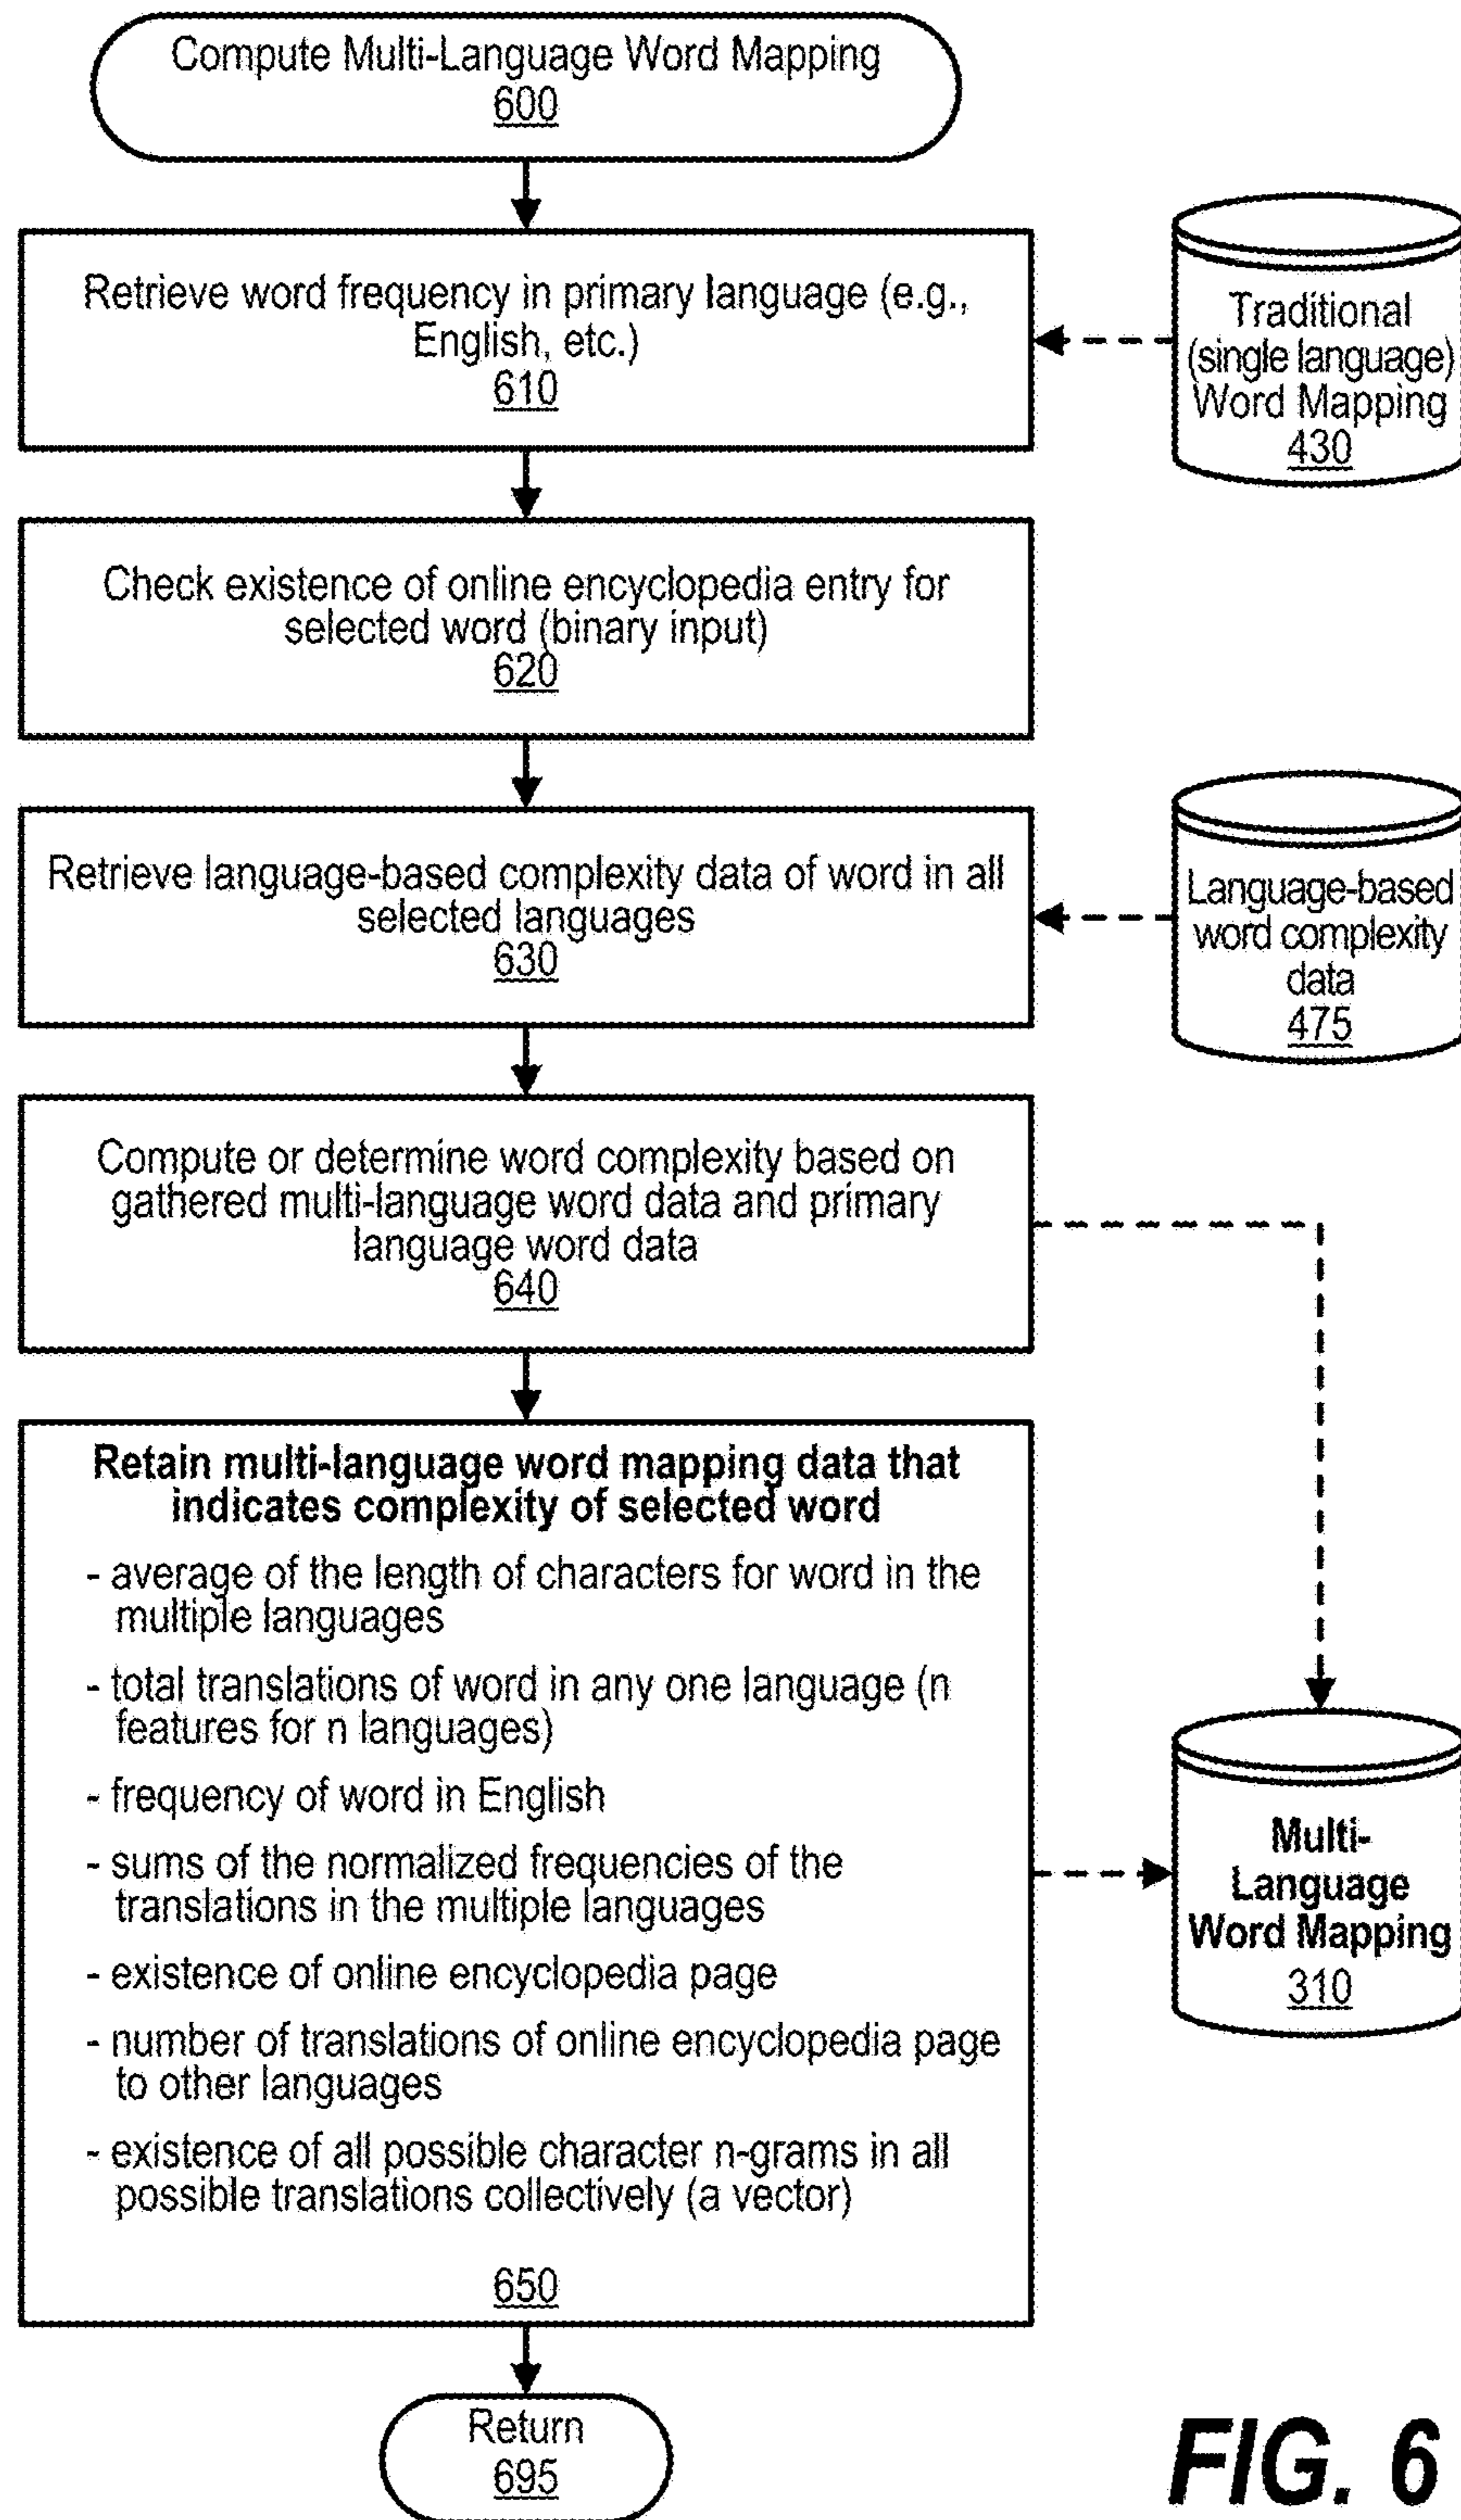 Compute Multi-Language Word Mapping
600
Retrieve word frequency in primary language (e.g.,
English, etc.)
610
Traditional
(single language)
Word Mapping
430
Check existence of online encyclopedia entry for
selected word (binary input)
620
Retrieve language-based complexity data of word in all
selected languages
630
Language-based
word complexity
data
475
Compute or determine word complexity based on
gathered multi-language word data and primary
language word data
640
Retain multi-language word mapping data that
indicates complexity of selected word
- average of the length of characters for word in the
multiple languages
- total translations of word in any one language (n
features for n languages)
- frequency of word in English
- sums of the normalized frequencies of the
translations in the multiple languages
- existence of online encyclopedia page
- number of translations of online encyclopedia page
to other languages
- existence of all possible character n-grams in all
possible translations collectively (a vector)
650
Multi-
Language
Word Mapping
310
Return
695
FIG. 6